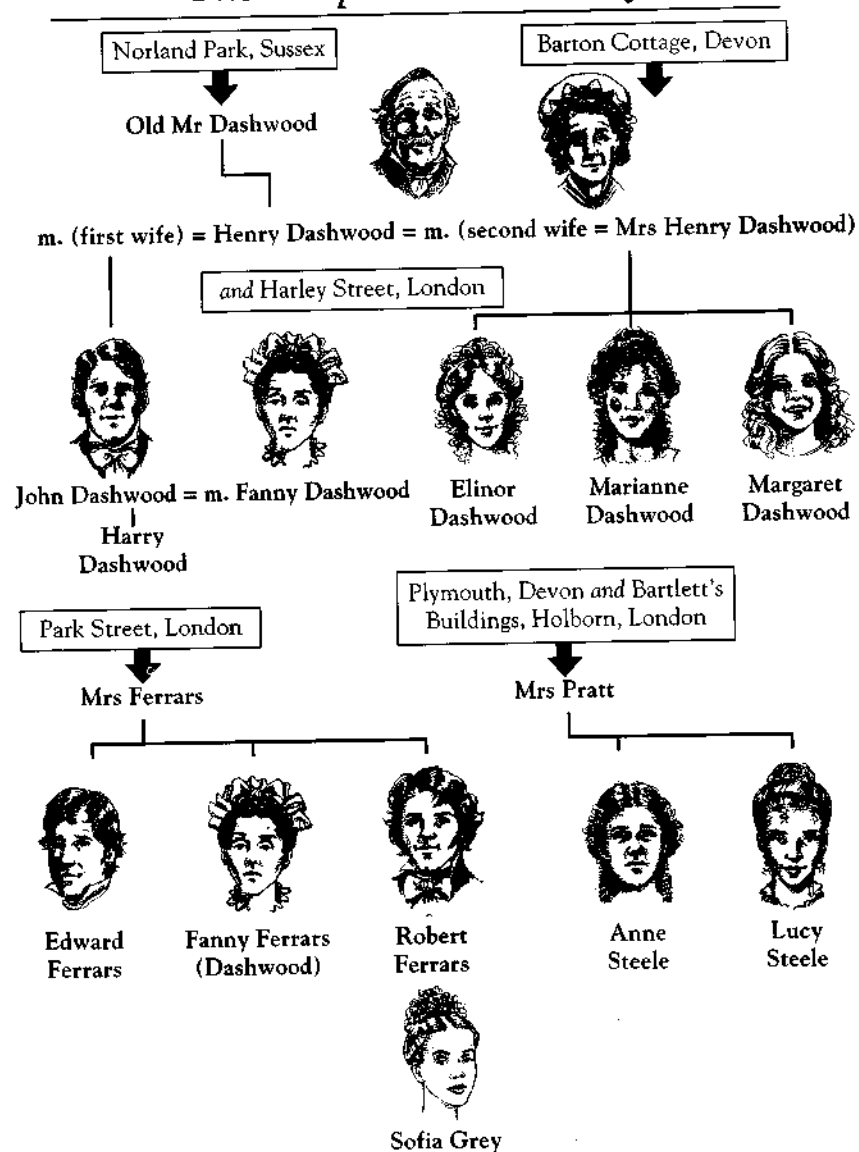 Norland Park, Sussex
Barton Cottage, Devon
Old Mr Dashwood
m. (first wife) = Henry Dashwood = m. (second wife = Mrs Henry Dashwood)
and Harley Street, London
John Dashwood = m. Fanny Dashwood
Harry
Dashwood
Elinor
Dashwood
Marianne
Dashwood
Margaret
Dashwood
Park Street, London
Plymouth, Devon and Bartlett's
Buildings, Holborn, London
Mrs Ferrars
Mrs Pratt
Edward
Ferrars
Fanny Ferrars
(Dashwood)
Robert
Ferrars
Anne
Steele
Lucy
Steele
Sofia Grey